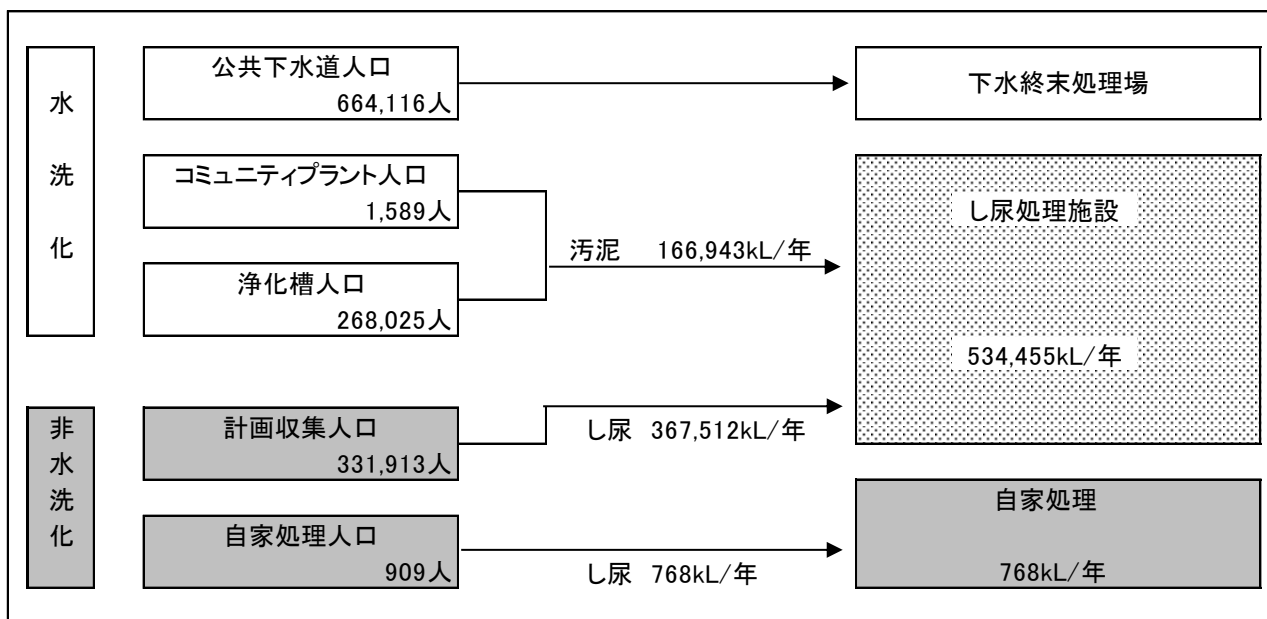 水洗化
公共下水道人口
664,116人
下水終末処理場
コミュニティプラント人口
1,589人
浄化槽人口
268,025人
汚泥 166,943kL/年
し尿処理施設
534,455kL/年
非水洗化
計画収集人口
331,913人
し尿 367,512kL/年
自家処理人口
909人
し尿 768kL/年
自家処理
768kL/年